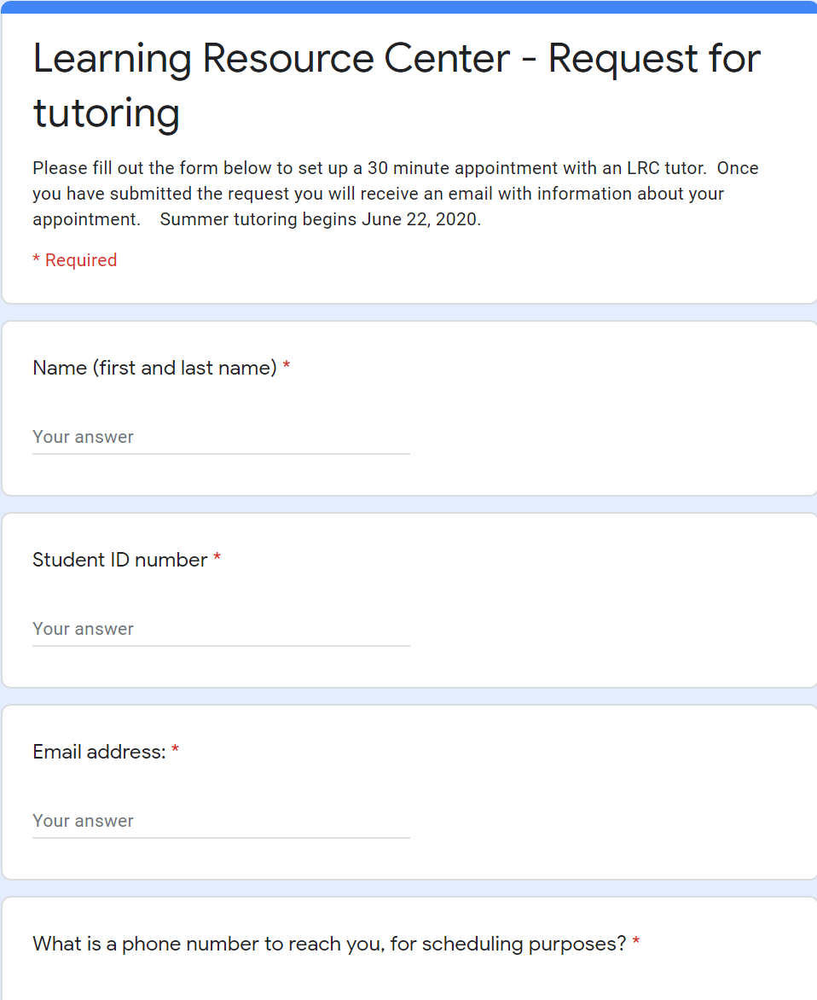 Learning Resource Center - Request for
tutoring
Please fill out the form below to set up a 30 minute appointment with an LRC tutor.  Once
you have submitted the request you will receive an email with information about your
appointment.    Summer tutoring begins June 22, 2020.
* Required
Name (first and last name) *
Your answer
Student ID number *
Your answer
Email address: *
Your answer
What is a phone number to reach you, for scheduling purposes? *